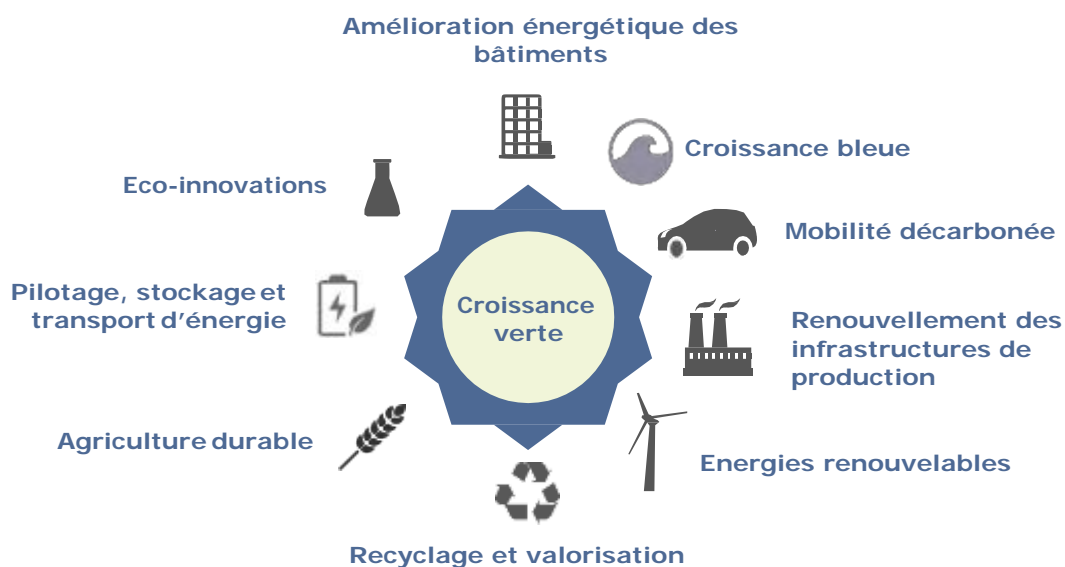 Amélioration énergétique des
bâtiments
Croissance bleue
Eco-innovations
Mobilité décarbonée
Pilotage, stockage et
transport d'énergie
Croissance
verte
Renouvellement des
infrastructures de
production
Agriculture durable
Energies renouvelables
Recyclage et valorisation